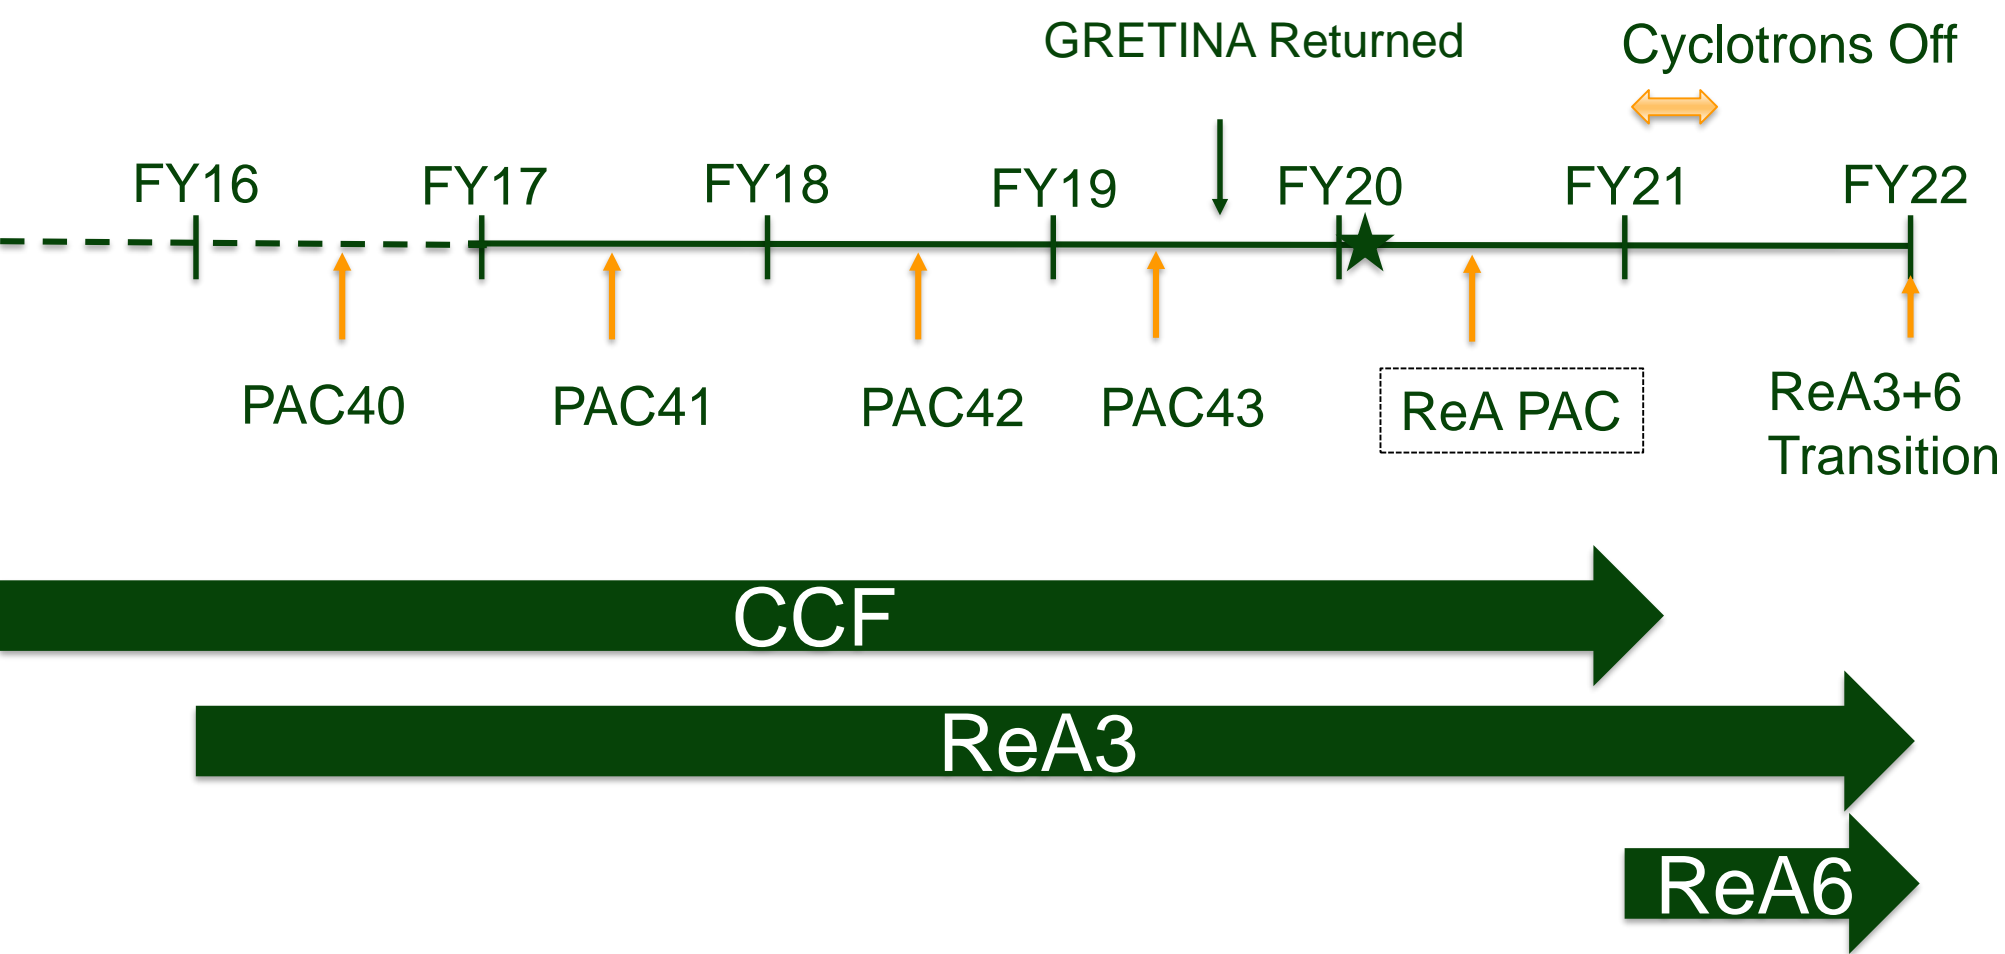 GRETINA Returned
Cyclotrons Off
FY16
FY17
FY18
FY19
FY20
FY21
FY22
PAC40
PAC41
PAC42
PAC43
ReA PAC
ReA3+6
Transition
CCF
ReA3
ReA6